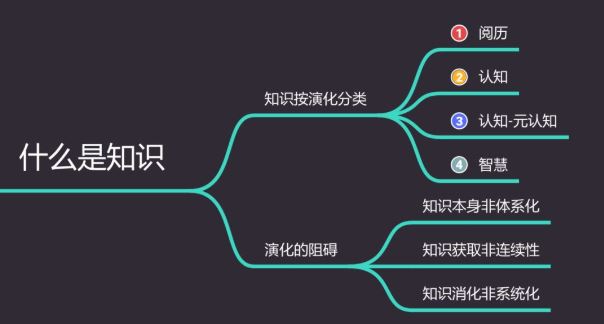 什么是知识
知识按演化分类
1 阅历
2 认知
3 认知-元认知
4 智慧
演化的阻碍
知识本身非体系化
知识获取非连续性
知识消化非系统化